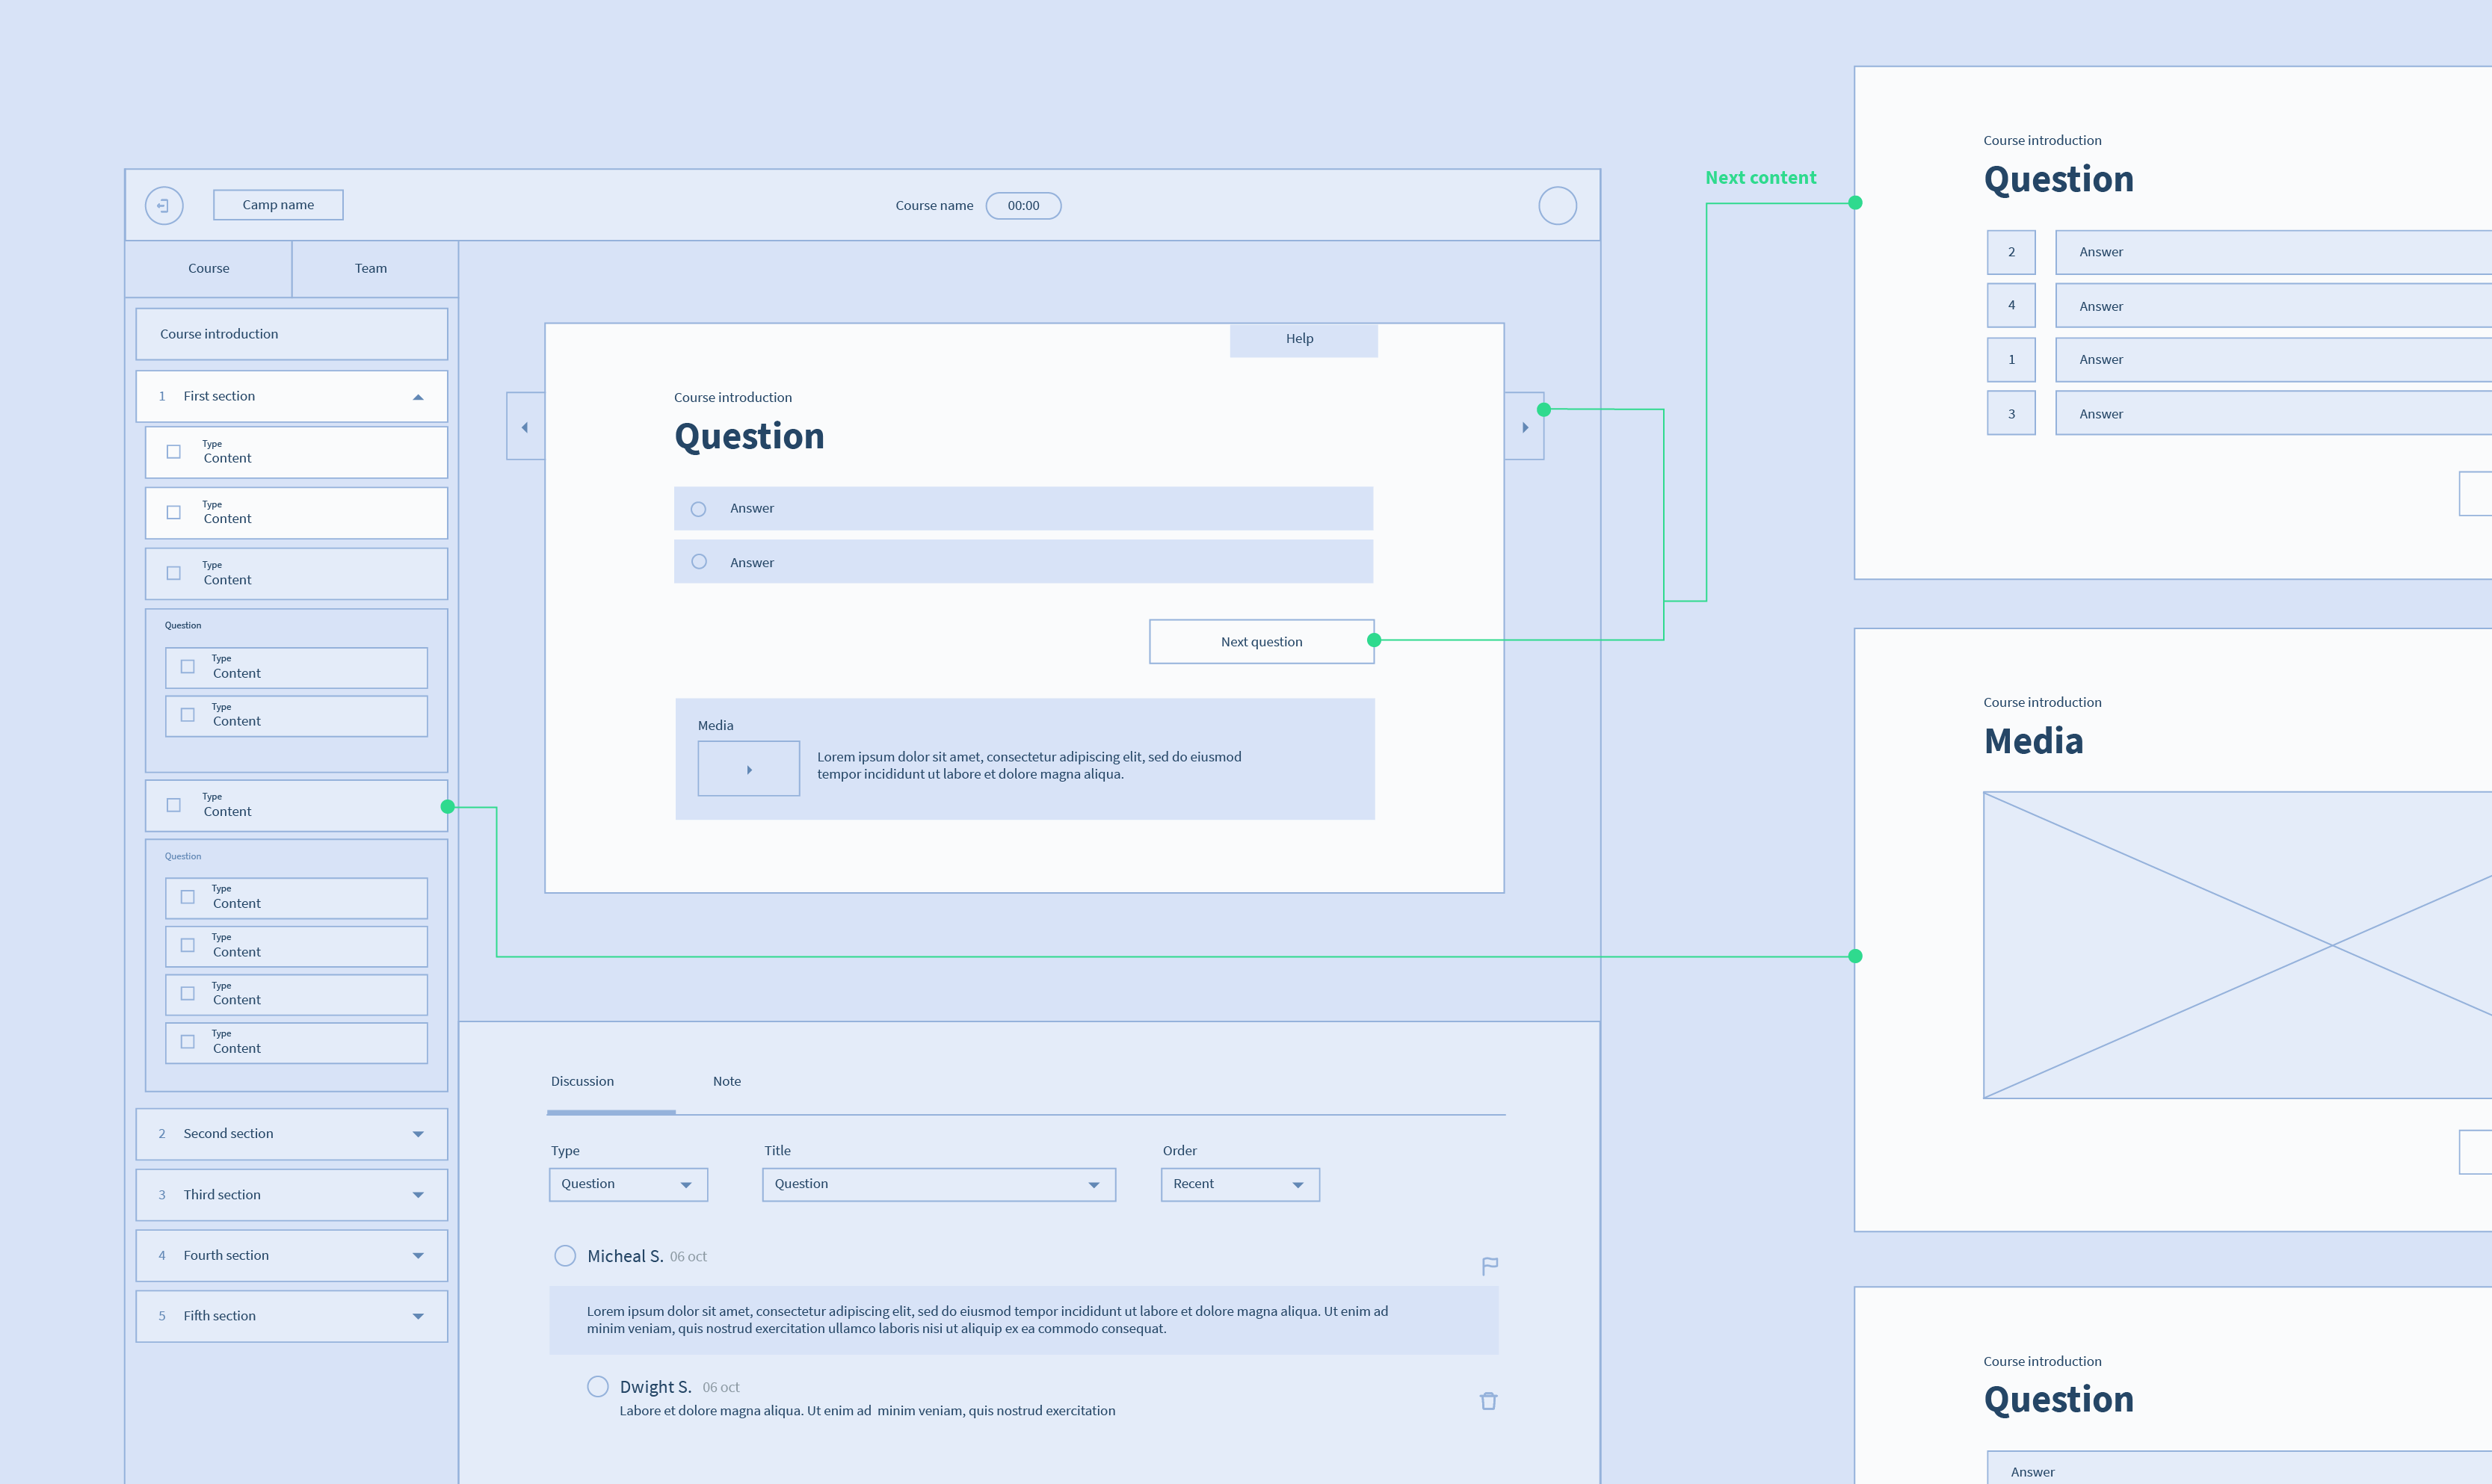 Camp name
Course name
00:00
Course
Team
Course introduction
1
First section
Type
Content
Type
Content
Type
Content
Question
Type
Content
Type
Content
Type
Content
Question
Type
Content
Type
Content
Type
Content
Type
Content
2
Second section
3
Third section
4
Fourth section
5
Fifth section
Help
Course introduction
Question
Answer
Answer
Next question
Media
Lorem ipsum dolor sit amet, consectetur adipiscing elit, sed do eiusmod
tempor incididunt ut labore et dolore magna aliqua.
Discussion
Note
Type
Title
Order
Question
Question
Recent
Micheal S.
06 oct
Lorem ipsum dolor sit amet, consectetur adipiscing elit, sed do eiusmod tempor incididunt ut labore et dolore magna aliqua. Ut enim ad
minim veniam, quis nostrud exercitation ullamco laboris nisi ut aliquip ex ea commodo consequat.
Dwight S.
06 oct
Labore et dolore magna aliqua. Ut enim ad minim veniam, quis nostrud exercitation
Next content
Course introduction
Question
2
Answer
4
Answer
1
Answer
3
Answer
Course introduction
Media
Course introduction
Question
Answer